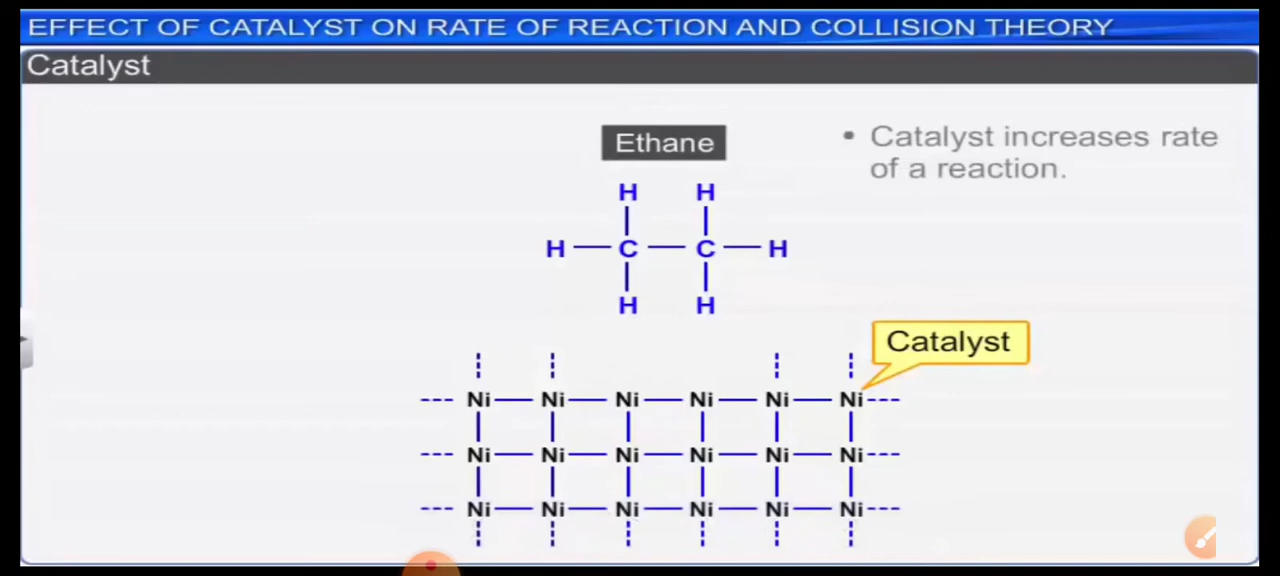 EFFECT OF CATALYST ON RATE OF REACTION AND COLLISION THEORY
Catalyst
Ethane
• Catalyst increases rate
of a reaction.
H H
H C C H
H H
Catalyst
Ni Ni Ni Ni Ni Ni
Ni Ni Ni Ni Ni Ni
Ni Ni Ni Ni Ni Ni